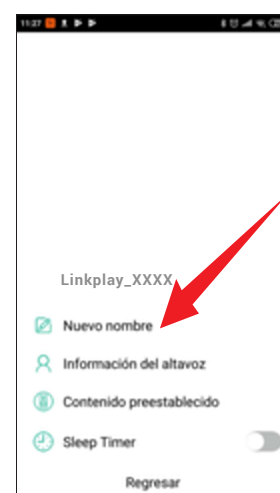 11:27
Linkplay_XXXX
Nuevo nombre
Información del altavoz
Contenido preestablecido
Sleep Timer
Regresar